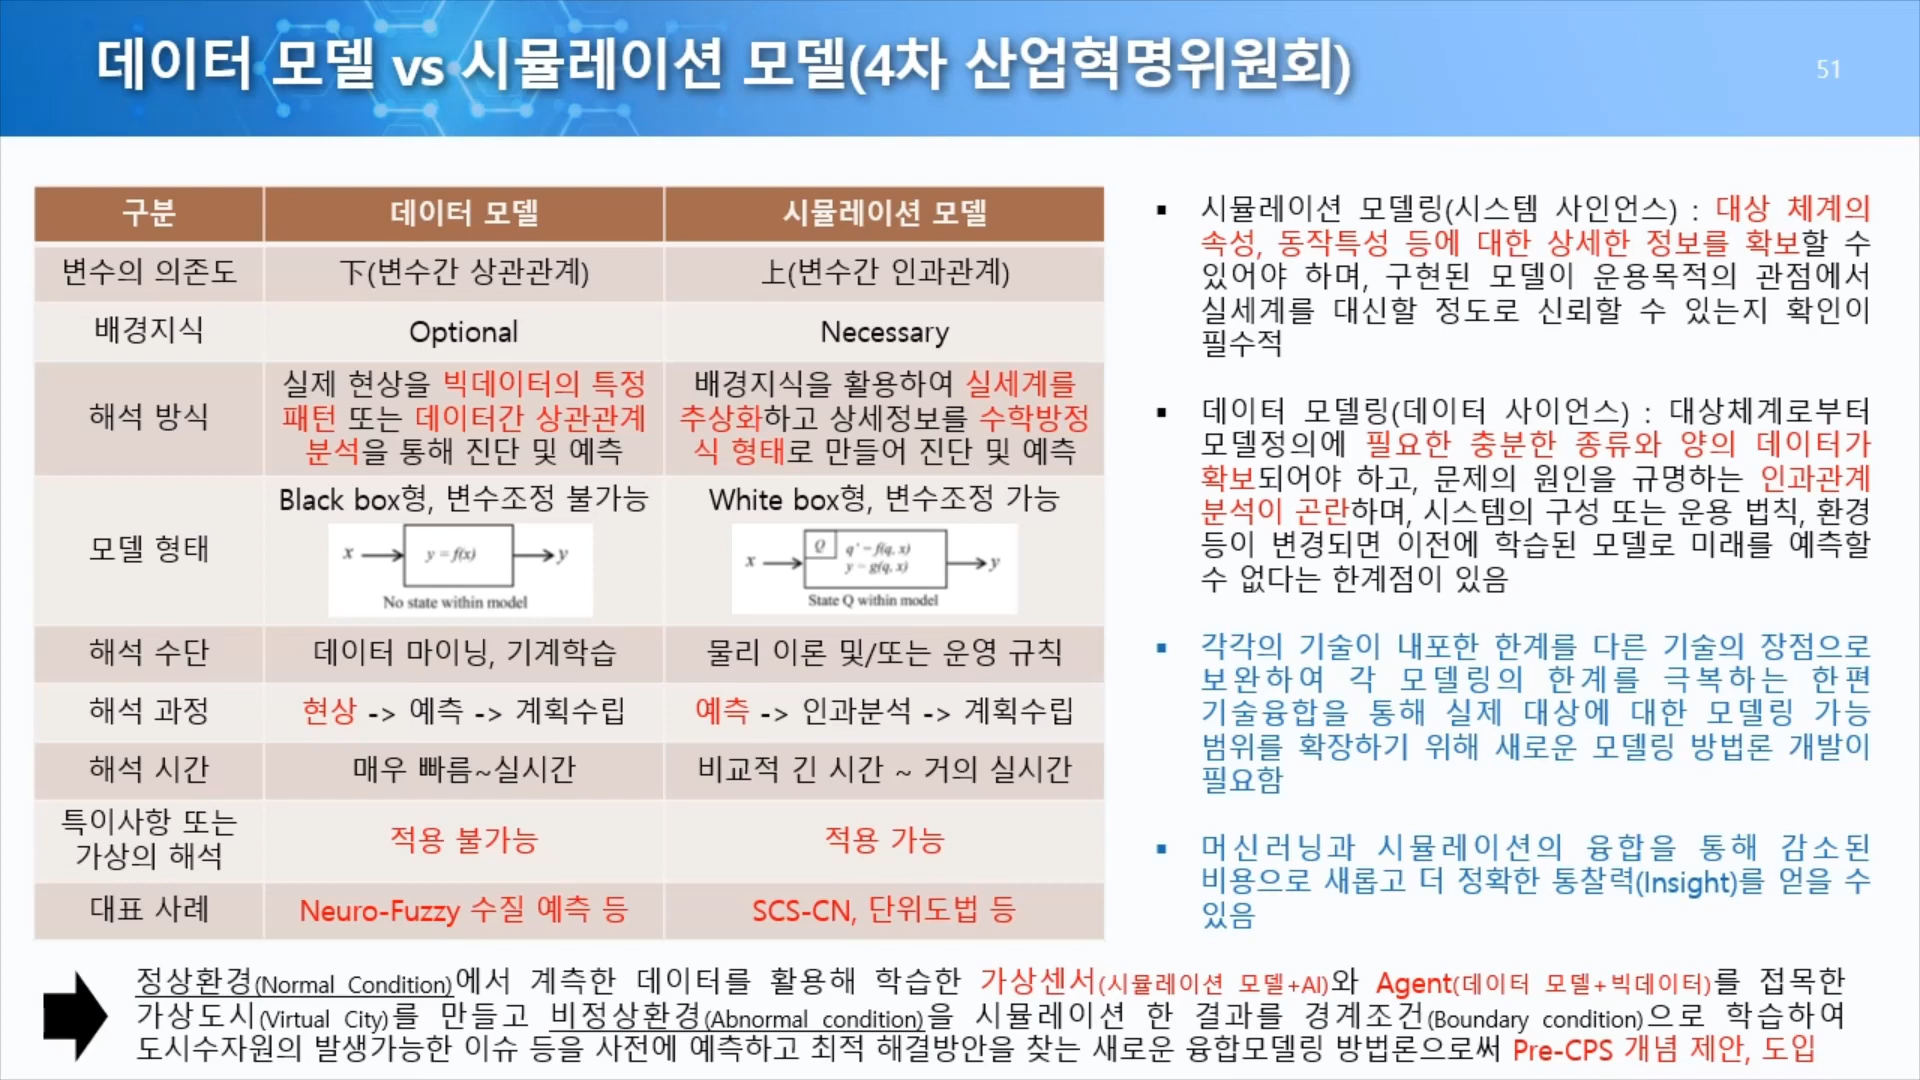 데이터 모델 vs 시뮬레이션 모델(4차 산업혁명위원회)
51
구분
데이터 모델
시뮬레이션 모델
변수의 의존도
下(변수간 상관관계)
上(변수간 인과관계)
배경지식
Optional
Necessary
해석 방식
실제 현상을 빅데이터의 특정
패턴 또는 데이터간 상관관계
분석을 통해 진단 및 예측
배경지식을 활용하여 실세계를
추상화하고 상세정보를 수학방정
식 형태로 만들어 진단 및 예측
모델 형태
Black box형, 변수조정 불가능
x
y = f(x)
y
No state within model
White box형, 변수조정 가능
x
Q
q' = f(q, x)
y = g(q, x)
y
State Q within model
해석 수단
데이터 마이닝, 기계학습
물리 이론 및/또는 운영 규칙
해석 과정
현상 -> 예측 -> 계획수립
예측 -> 인과분석 -> 계획수립
해석 시간
매우 빠름~실시간
비교적 긴 시간 ~ 거의 실시간
특이사항 또는
가상의 해석
적용 불가능
적용 가능
대표 사례
Neuro-Fuzzy 수질 예측 등
SCS-CN, 단위도법 등
▪ 시뮬레이션 모델링(시스템 사인언스) : 대상 체계의
속성, 동작특성 등에 대한 상세한 정보를 확보할 수
있어야 하며, 구현된 모델이 운용목적의 관점에서
실세계를 대신할 정도로 신뢰할 수 있는지 확인이
필수적
▪ 데이터 모델링(데이터 사이언스) : 대상체계로부터
모델정의에 필요한 충분한 종류와 양의 데이터가
확보되어야 하고, 문제의 원인을 규명하는 인과관계
분석이 곤란하며, 시스템의 구성 또는 운용 법칙, 환경
등이 변경되면 이전에 학습된 모델로 미래를 예측할
수 없다는 한계점이 있음
▪ 각각의 기술이 내포한 한계를 다른 기술의 장점으로
보완하여 각 모델링의 한계를 극복하는 한편
기술융합을 통해 실제 대상에 대한 모델링 가능
범위를 확장하기 위해 새로운 모델링 방법론 개발이
필요함
▪ 머신러닝과 시뮬레이션의 융합을 통해 감소된
비용으로 새롭고 더 정확한 통찰력(Insight)를 얻을 수
있음
정상환경(Normal Condition)에서 계측한 데이터를 활용해 학습한 가상센서(시뮬레이션 모델+AI)와 Agent(데이터 모델+빅데이터)를 접목한
가상도시(Virtual City)를 만들고 비정상환경(Abnormal condition)을 시뮬레이션 한 결과를 경계조건(Boundary condition)으로 학습하여
도시수자원의 발생가능한 이슈 등을 사전에 예측하고 최적 해결방안을 찾는 새로운 융합모델링 방법론으로써 Pre-CPS 개념 제안, 도입